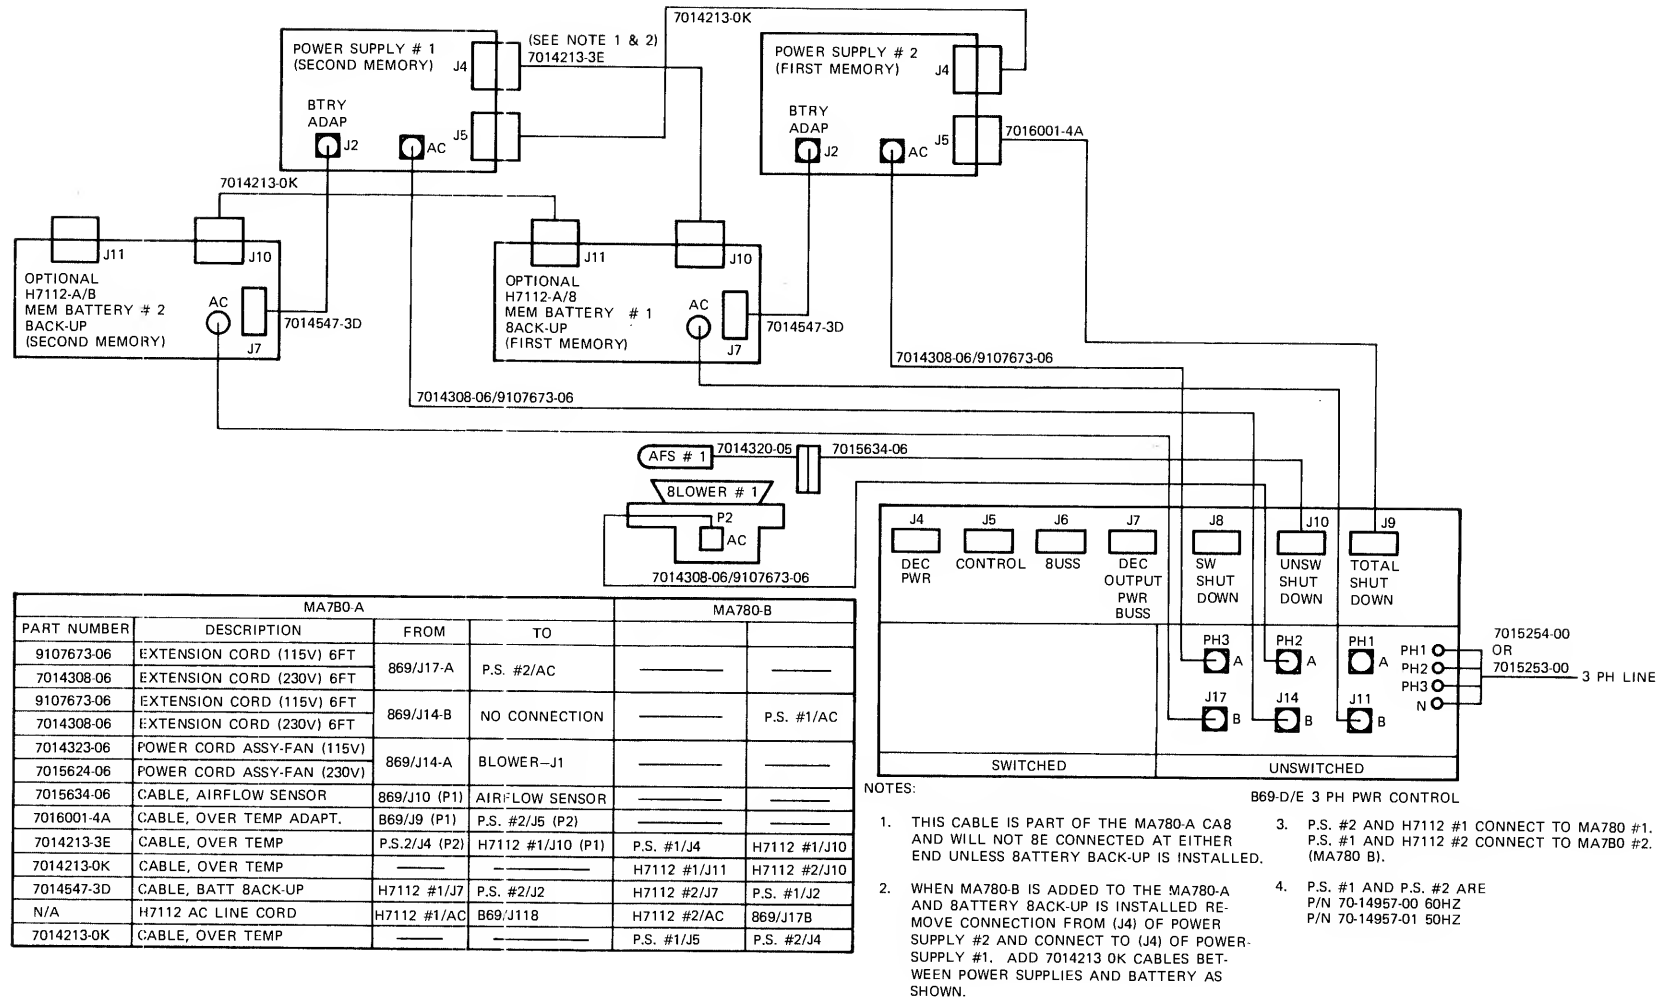 7014213-0K
POWER SUPPLY # 1
(SECOND MEMORY)
J4
(SEE NOTE 1 & 2)
7014213-3E
BTRY
ADAP
J2
AC
J5
POWER SUPPLY # 2
(FIRST MEMORY)
J4
BTRY
ADAP
J2
AC
J5
7016001-4A
7014213-0K
J11
J10
OPTIONAL
H7112-A/B
MEM BATTERY # 2
BACK-UP
(SECOND MEMORY)
AC
J7
7014547-3D
J11
J10
OPTIONAL
H7112-A/8
MEM BATTERY # 1
8ACK-UP
(FIRST MEMORY)
AC
J7
7014547-3D
7014308-06/9107673-06
7014308-06/9107673-06
AFS # 1
7014320-05
7015634-06
8LOWER # 1
P2
AC
7014308-06/9107673-06
J4
J5
J6
J7
J8
J10
J9
DEC
PWR
CONTROL
8USS
DEC
OUTPUT
PWR
BUSS
SW
SHUT
DOWN
UNSW
SHUT
DOWN
TOTAL
SHUT
DOWN
PH3
A
PH2
A
PH1
A
J17
B
J14
B
J11
B
PH1
PH2
PH3
N
7015254-00
OR
7015253-00
3 PH LINE
SWITCHED
UNSWITCHED
B69-D/E 3 PH PWR CONTROL
MA7B0-A MA780-B
PART NUMBER DESCRIPTION FROM TO
9107673-06 EXTENSION CORD (115V) 6FT 869/J17-A P.S. #2/AC
7014308-06 EXTENSION CORD (230V) 6FT
9107673-06 EXTENSION CORD (115V) 6FT 869/J14-B NO CONNECTION P.S. #1/AC
7014308-06 EXTENSION CORD (230V) 6FT
7014323-06 POWER CORD ASSY-FAN (115V) 869/J14-A BLOWER—J1
7015624-06 POWER CORD ASSY-FAN (230V)
7015634-06 CABLE, AIRFLOW SENSOR 869/J10 (P1) AIRFLOW SENSOR
7016001-4A CABLE, OVER TEMP ADAPT. B69/J9 (P1) P.S. #2/J5 (P2)
7014213-3E CABLE, OVER TEMP P.S.2/J4 (P2) H7112 #1/J10 (P1) P.S. #1/J4 H7112 #1/J10
7014213-0K CABLE, OVER TEMP H7112 #1/J11 H7112 #2/J10
7014547-3D CABLE, BATT 8ACK-UP H7112 #1/J7 P.S. #2/J2 H7112 #2/J7 P.S. #1/J2
N/A H7112 AC LINE CORD H7112 #1/AC B69/J118 H7112 #2/AC 869/J17B
7014213-0K CABLE, OVER TEMP P.S. #1/J5 P.S. #2/J4
NOTES:
1. THIS CABLE IS PART OF THE MA780-A CA8
AND WILL NOT 8E CONNECTED AT EITHER
END UNLESS 8ATTERY BACK-UP IS INSTALLED.
2. WHEN MA780-B IS ADDED TO THE MA780-A
AND 8ATTERY 8ACK-UP IS INSTALLED RE-
MOVE CONNECTION FROM (J4) OF POWER
SUPPLY #2 AND CONNECT TO (J4) OF POWER-
SUPPLY #1. ADD 7014213 0K CABLES BET-
WEEN POWER SUPPLIES AND BATTERY AS
SHOWN.
3. P.S. #2 AND H7112 #1 CONNECT TO MA780 #1.
P.S. #1 AND H7112 #2 CONNECT TO MA7B0 #2.
(MA780 B).
4. P.S. #1 AND P.S. #2 ARE
P/N 70-14957-00 60HZ
P/N 70-14957-01 50HZ